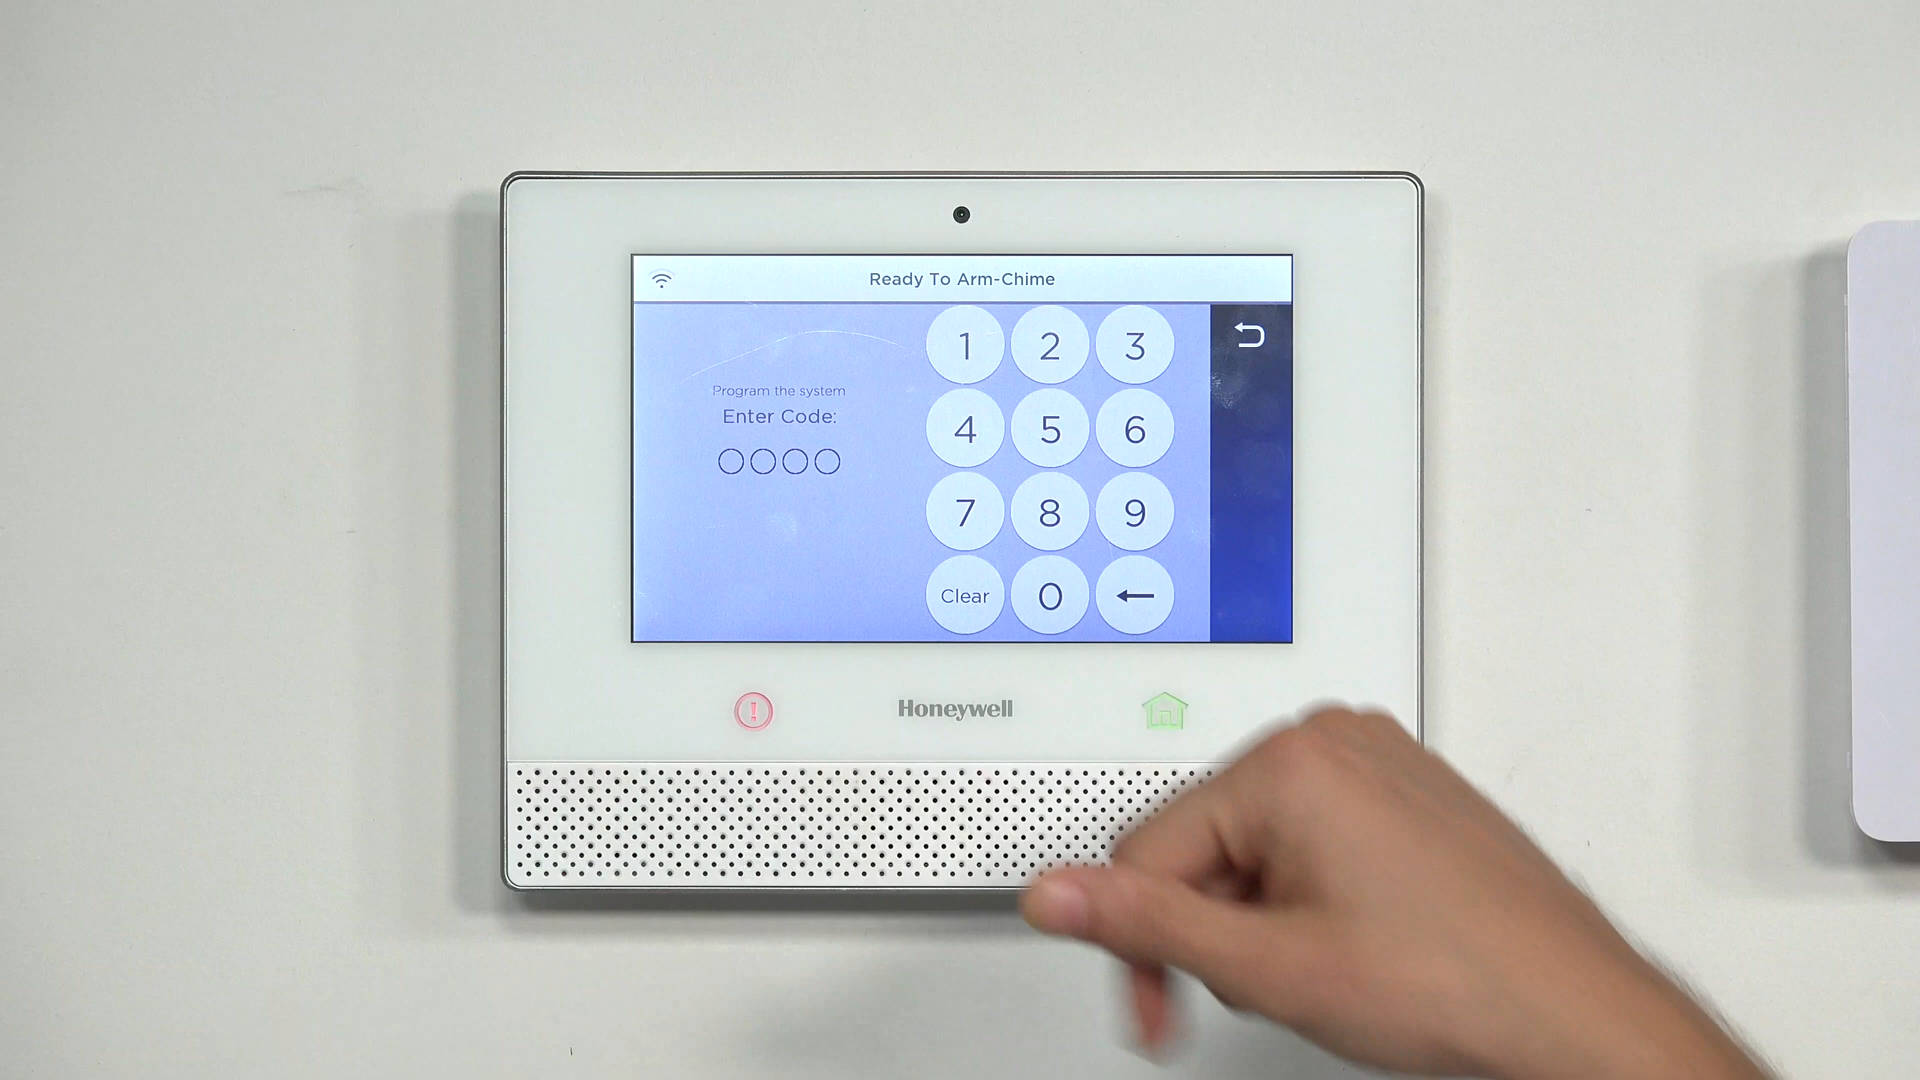 Ready To Arm-Chime
Program the system
Enter Code:
1 2 3
4 5 6
7 8 9
Clear 0
Honeywell